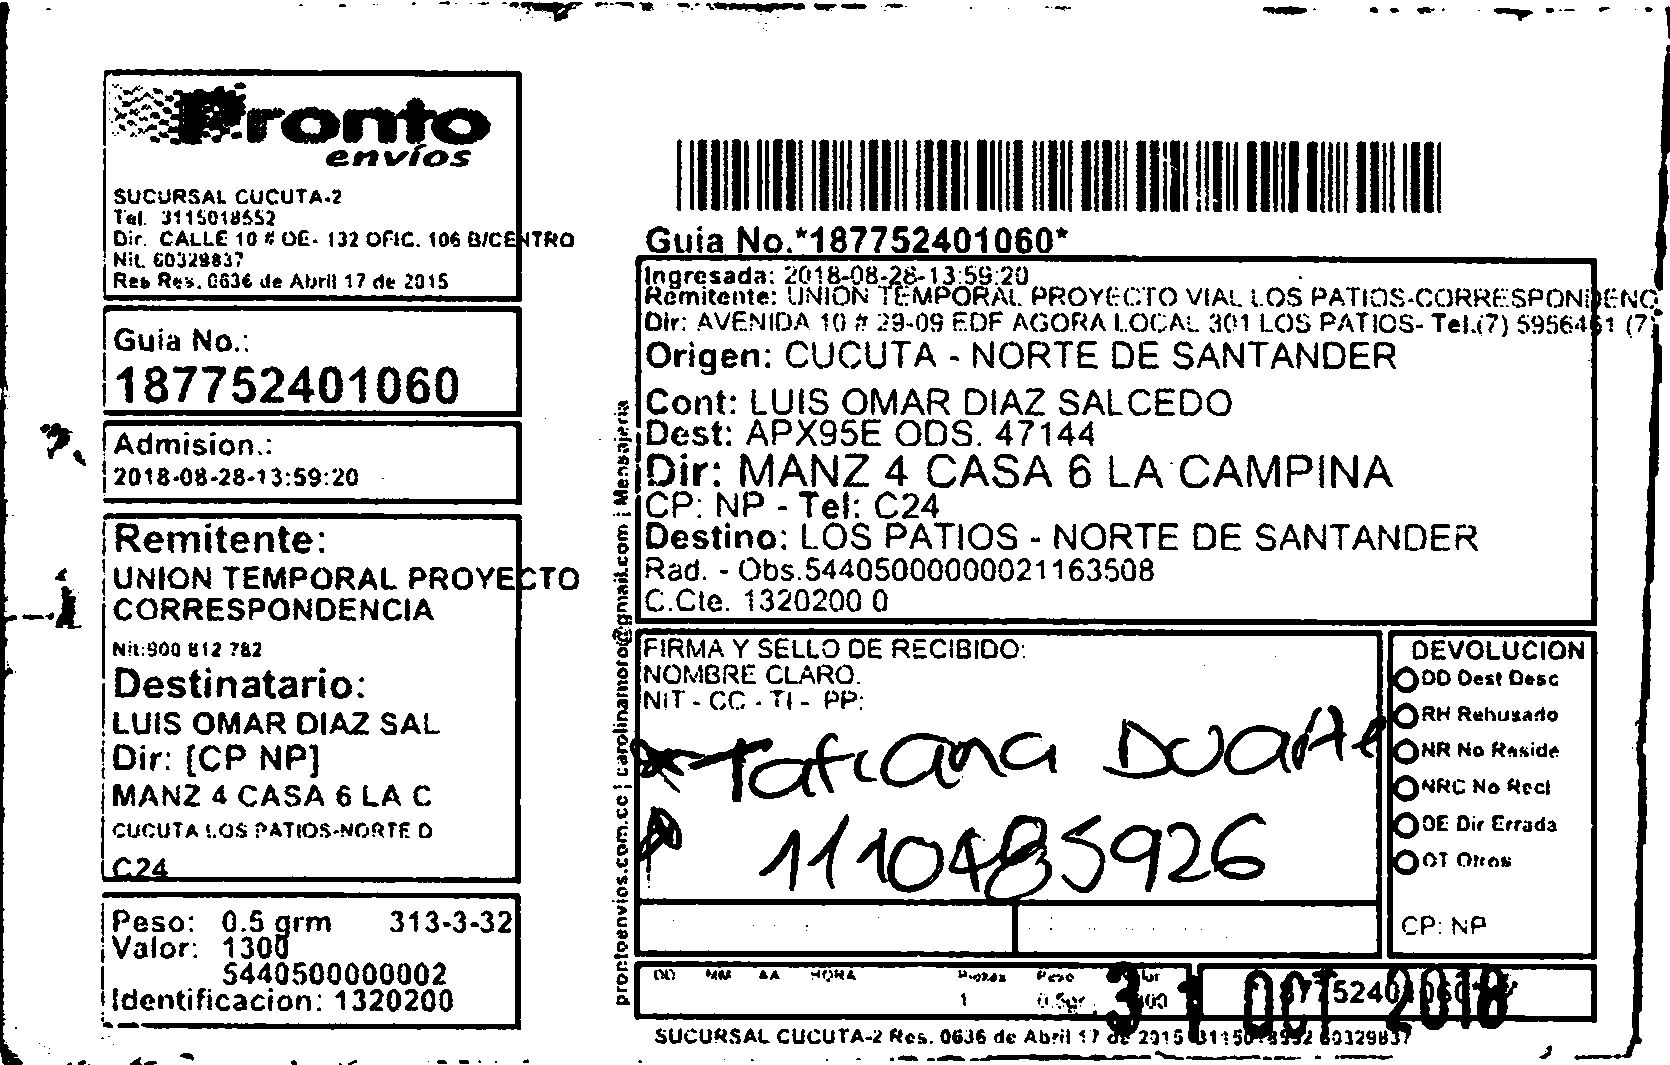 Pronto
envíos
SUCURSAL CUCUTA-2
Tel. 3115018552
Dir. CALLE 10 # OE- 132 OFIC. 106 B/CENTRO
Nit. 60329837
Res Res. 0636 de Abril 17 de 2015
Guia No.:
187752401060
Admision.:
2018-08-28-13:59:20
Remitente:
UNION TEMPORAL PROYECTO
CORRESPONDENCIA
Nit:900 812 782
Destinatario:
LUIS OMAR DIAZ SAL
Dir: [CP NP]
MANZ 4 CASA 6 LA C
CUCUTA LOS PATIOS-NORTE D
C24
Peso: 0.5 grm 313-3-32
Valor: 1300
5440500000002
Identificacion: 1320200
prontoenvios.com.co | carolinamoro@gmail.com | Mensajeria
Guia No.*187752401060*
Ingresada: 2018-08-28-13:59:20
Remitente: UNION TEMPORAL PROYECTO VIAL LOS PATIOS-CORRESPONDENC
Dir: AVENIDA 10 # 29-09 EDF AGORA LOCAL 301 LOS PATIOS- Tel.(7) 5956461 (7)
Origen: CUCUTA - NORTE DE SANTANDER
Cont: LUIS OMAR DIAZ SALCEDO
Dest: APX95E ODS. 47144
Dir: MANZ 4 CASA 6 LA CAMPINA
CP: NP - Tel: C24
Destino: LOS PATIOS - NORTE DE SANTANDER
Rad. - Obs.54405000000021163508
C.Cte. 1320200 0
FIRMA Y SELLO DE RECIBIDO:
NOMBRE CLARO.
NIT - CC - TI - PP:
Tatiana Duarte
1110485926
DEVOLUCION
DD Dest Desc
RH Rehusado
NR No Reside
NRC No Recl
DE Dir Errada
OT Otros
CP: NP
DD MM AA HORA Piezas Peso
1 0.5gr
31 OCT 2018
SUCURSAL CUCUTA-2 Res. 0636 de Abril 17 de 2015 60329837